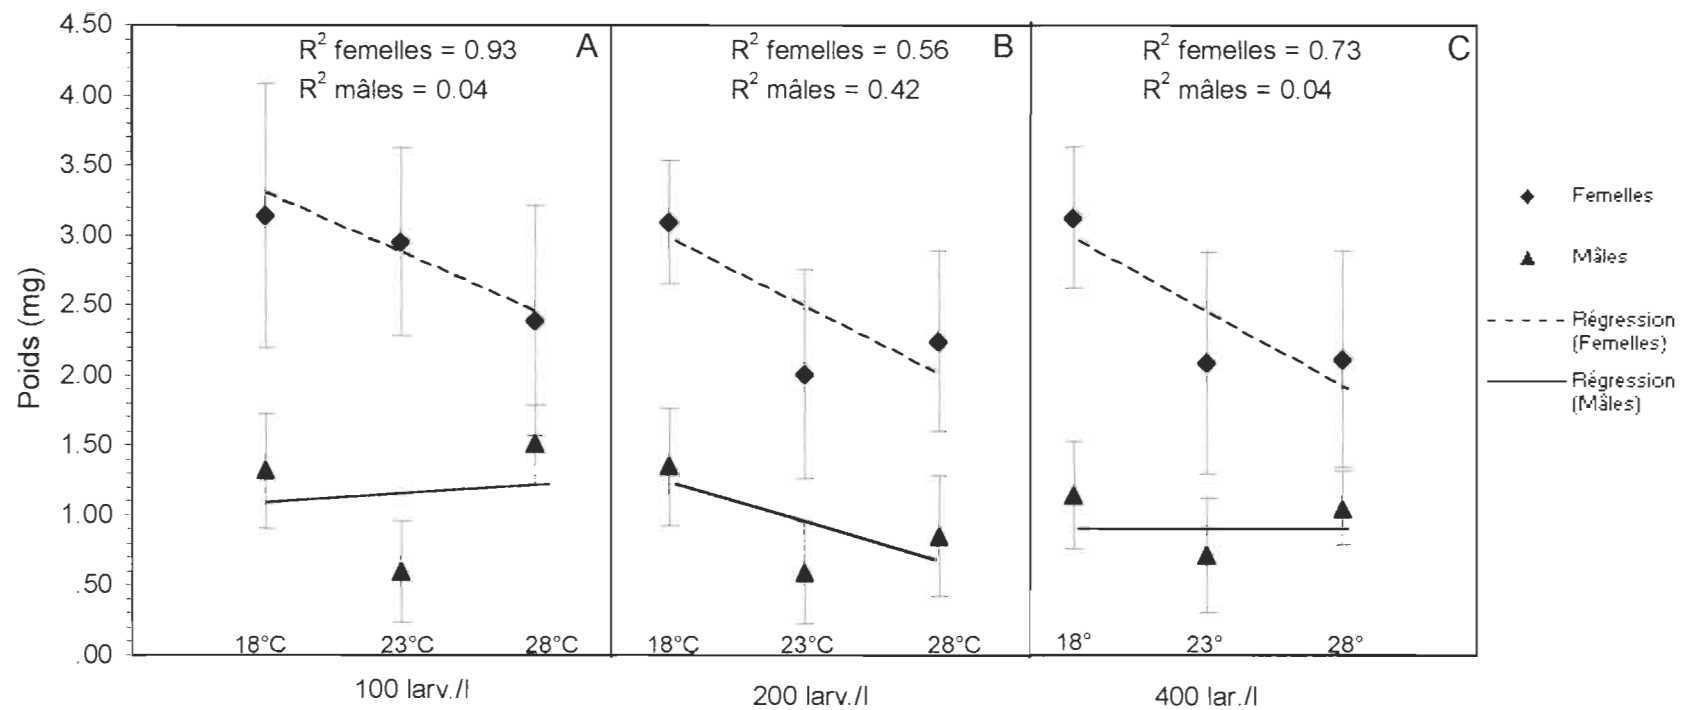 4.50
4.00
3.50
3.00
2.50
2.00
1.50
1.00
.50
.00
Poids (mg)
R² femelles = 0.93
R² mâles = 0.04
A
18°C 23°C 28°C
100 larv./l
R² femelles = 0.56
R² mâles = 0.42
B
18°C 23°C 28°C
200 larv./l
R² femelles = 0.73
R² mâles = 0.04
C
18° 23° 28°
400 lar./l
Femelles
Mâles
Régression
(Femelles)
Régression
(Mâles)